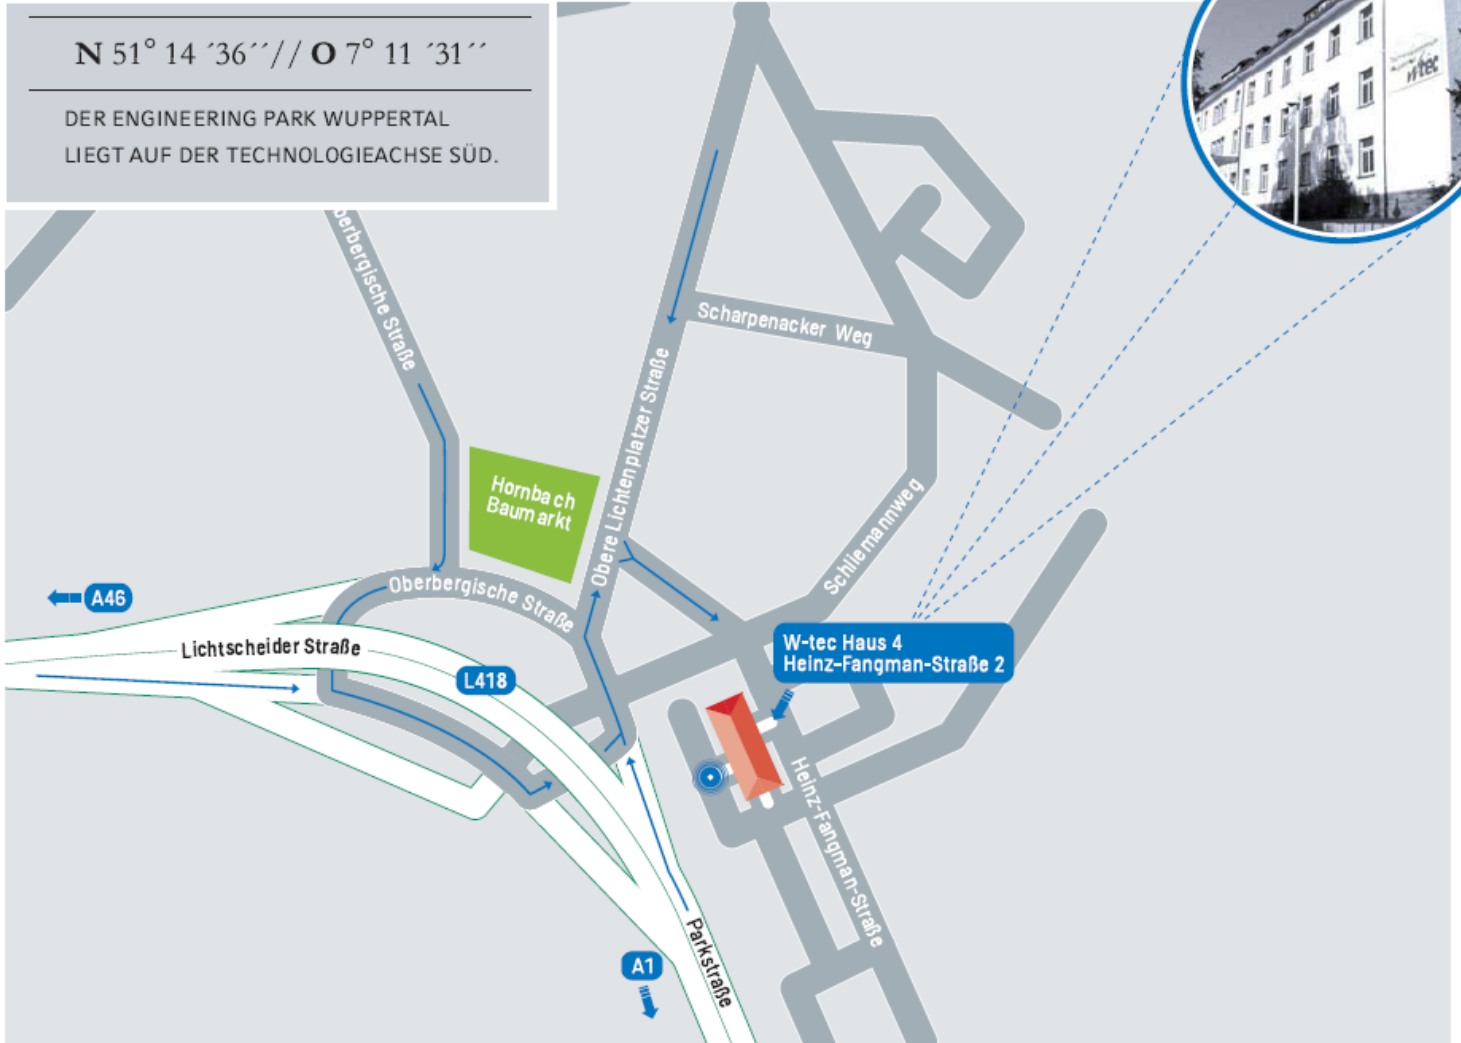 N 51° 14 ´36´´// O 7° 11 ´31´´
DER ENGINEERING PARK WUPPERTAL
LIEGT AUF DER TECHNOLOGIEACHSE SÜD.
w-tec
berbergische Straße
Scharpenacker Weg
Obere Lichtenplatzer Straße
Hornbach
Baumarkt
Schliemannweg
Oberbergische Straße
A46
Lichtscheider Straße
L418
W-tec Haus 4
Heinz-Fangman-Straße 2
Heinz-Fangman-Straße
Parkstraße
A1